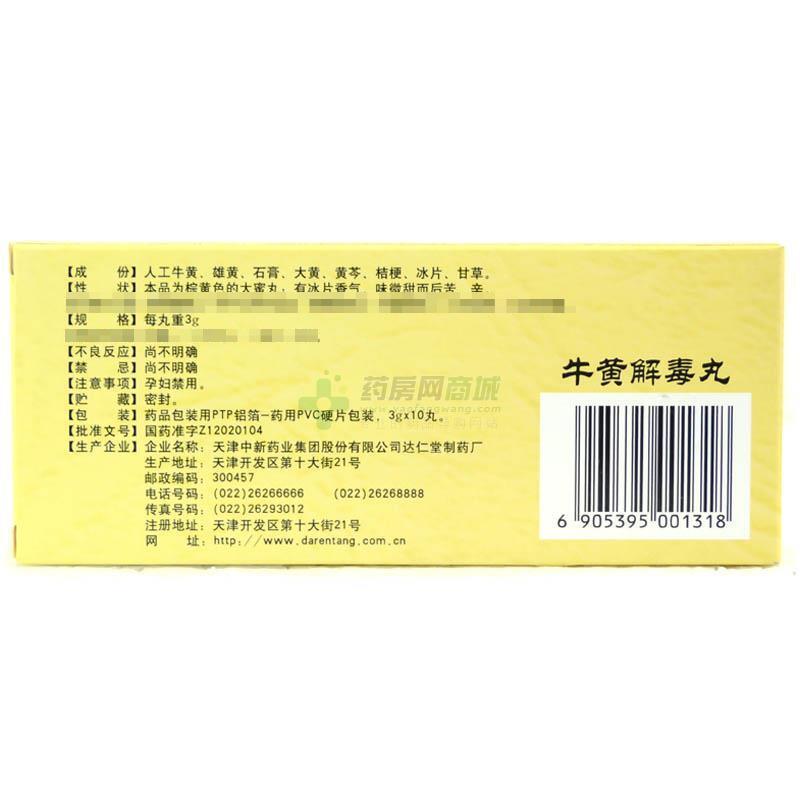 【成　份】人工牛黄、雄黄、石膏、大黄、黄芩、桔梗、冰片、甘草。
【性　状】本品为棕黄色的大蜜丸；有冰片香气，味微甜而后苦、辛
【规　格】每丸重3g
【不良反应】尚不明确
【禁　忌】尚不明确
【注意事项】孕妇禁用。
【贮　藏】密封。
【包　装】药品包装用PTP铝箔-药用PVC硬片包装，3gx10丸。
【批准文号】国药准字Z12020104
【生产企业】企业名称：天津中新药业集团股份有限公司达仁堂制药厂
生产地址：天津开发区第十大街21号
邮政编码：300457
电话号码：(022)26266666　(022)26268888
传真号码：(022)26293012
注册地址：天津开发区第十大街21号
网　址：http://www.darentang.com.cn
药房网商城
牛黄解毒丸
6 905395 001318